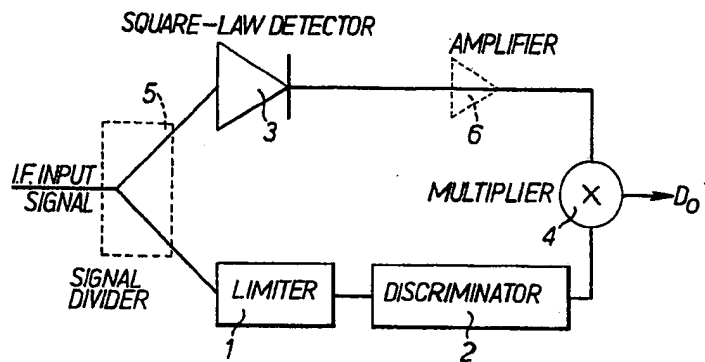 SQUARE-LAW DETECTOR
AMPLIFIER
5
3
6
I.F. INPUT
SIGNAL
MULTIPLIER
X
4
D₀
SIGNAL
DIVIDER
LIMITER
DISCRIMINATOR
1
2